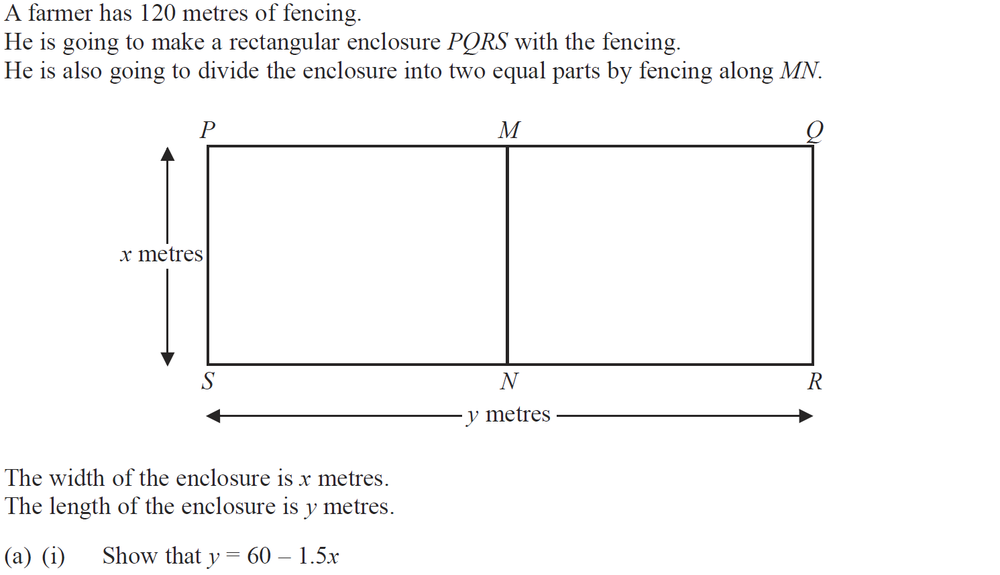 A farmer has 120 metres of fencing.
He is going to make a rectangular enclosure PQRS with the fencing.
He is also going to divide the enclosure into two equal parts by fencing along MN.
P M Q
x metres
S N R
y metres
The width of the enclosure is x metres.
The length of the enclosure is y metres.
(a) (i) Show that y = 60 – 1.5x